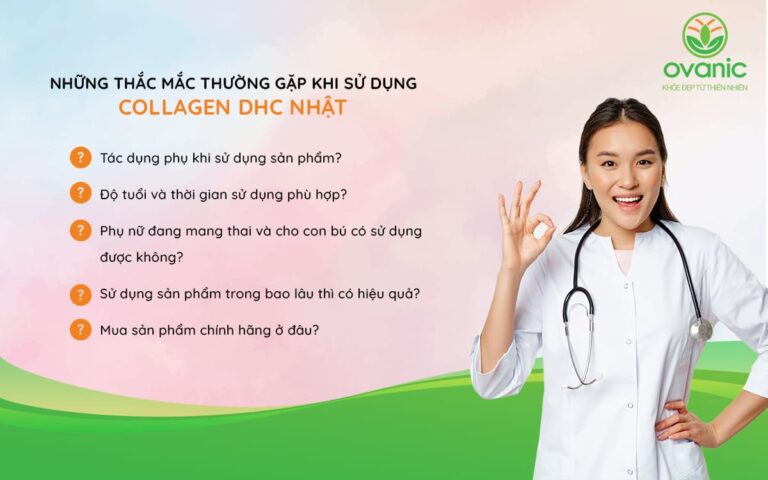 ovanic
KHỎE ĐẸP TỪ THIÊN NHIÊN
NHỮNG THẮC MẮC THƯỜNG GẶP KHI SỬ DỤNG
COLLAGEN DHC NHẬT
? Tác dụng phụ khi sử dụng sản phẩm?
? Độ tuổi và thời gian sử dụng phù hợp?
? Phụ nữ đang mang thai và cho con bú có sử dụng
được không?
? Sử dụng sản phẩm trong bao lâu thì có hiệu quả?
? Mua sản phẩm chính hãng ở đâu?